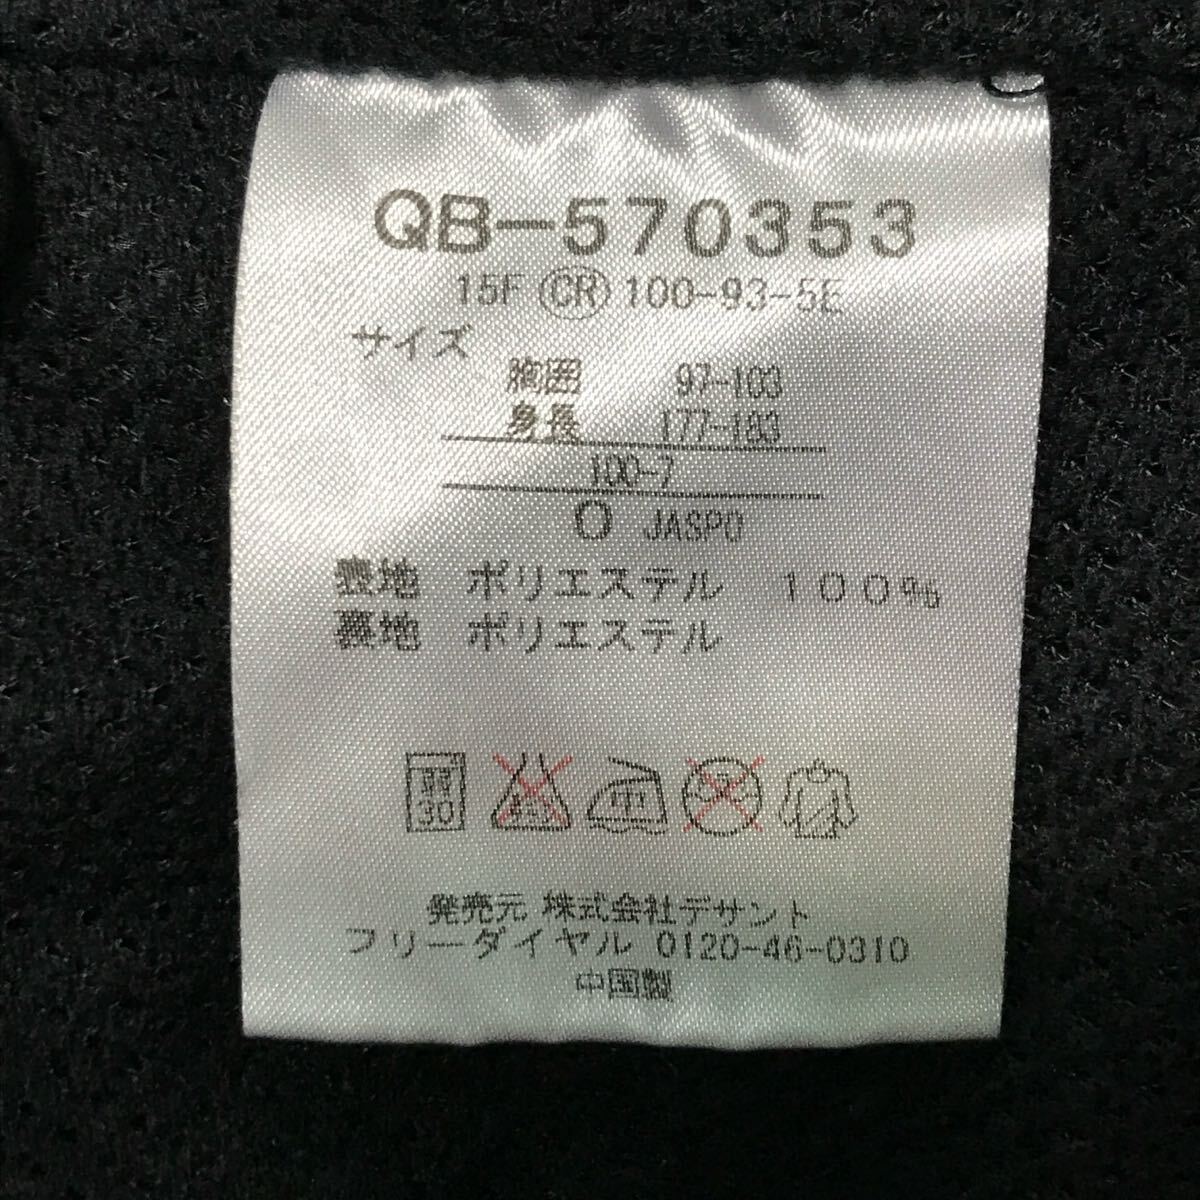 QB-570353
15F CR 100-93-5E
サイズ
胸囲 97-103
身長 177-183
100-7
O JASPO
表地 ポリエステル 100%
裏地 ポリエステル
弱 30
中
発売元 株式会社デサント
フリーダイヤル 0120-46-0310
中国製